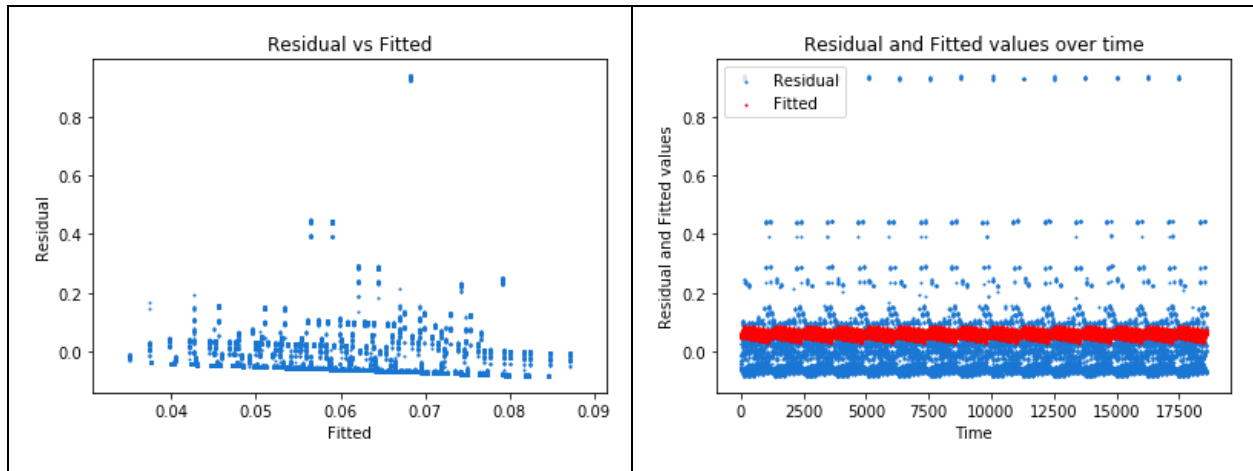 Residual vs Fitted
Residual
0.8
0.6
0.4
0.2
0.0
0.04 0.05 0.06 0.07 0.08 0.09
Fitted
Residual and Fitted values over time
Residual and Fitted values
Residual
Fitted
0.8
0.6
0.4
0.2
0.0
0 2500 5000 7500 10000 12500 15000 17500
Time